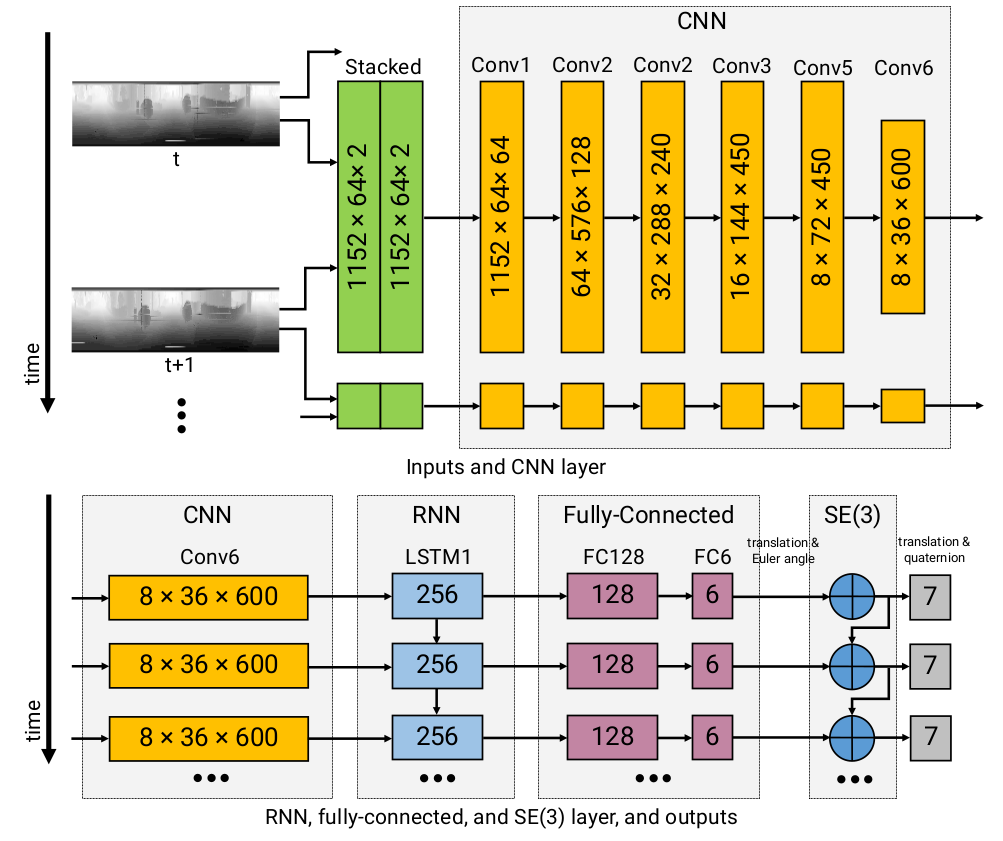 CNN
Stacked
Conv1
Conv2
Conv2
Conv3
Conv5
Conv6
t
1152 × 64× 2
1152 × 64× 2
1152 × 64× 64
64 × 576× 128
32 × 288 × 240
16 × 144 × 450
8 × 72 × 450
8 × 36 × 600
t+1
time
Inputs and CNN layer
CNN
RNN
Fully-Connected
SE(3)
Conv6
LSTM1
FC128
FC6
translation &
Euler angle
translation &
quaternion
8 × 36 × 600
256
128
6
7
8 × 36 × 600
256
128
6
7
8 × 36 × 600
256
128
6
7
time
RNN, fully-connected, and SE(3) layer, and outputs